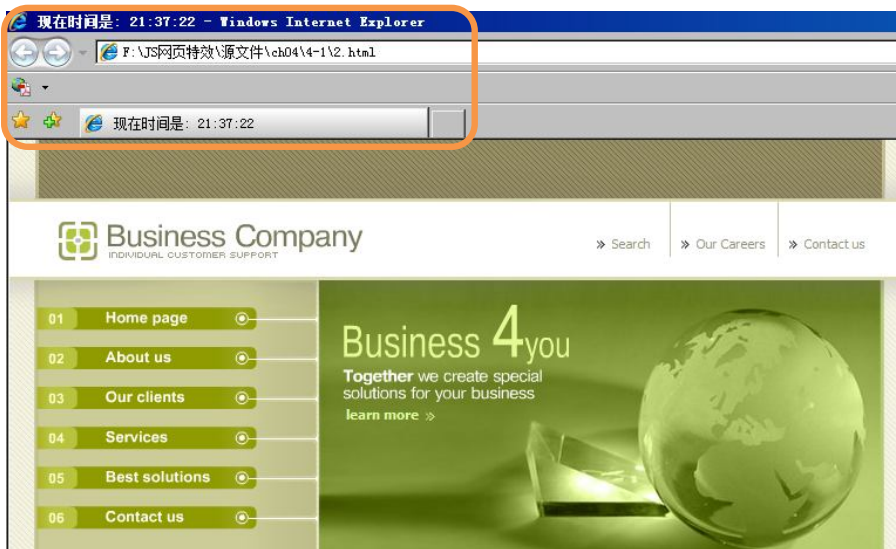 现在时间是: 21:37:22 - Windows Internet Explorer
F:\JS网页特效\源文件\ch04\4-1\2.html
现在时间是: 21:37:22
Business Company
INDIVIDUAL CUSTOMER SUPPORT
» Search » Our Careers » Contact us
01 Home page
02 About us
03 Our clients
04 Services
05 Best solutions
06 Contact us
Business 4you
Together we create special
solutions for your business
learn more »